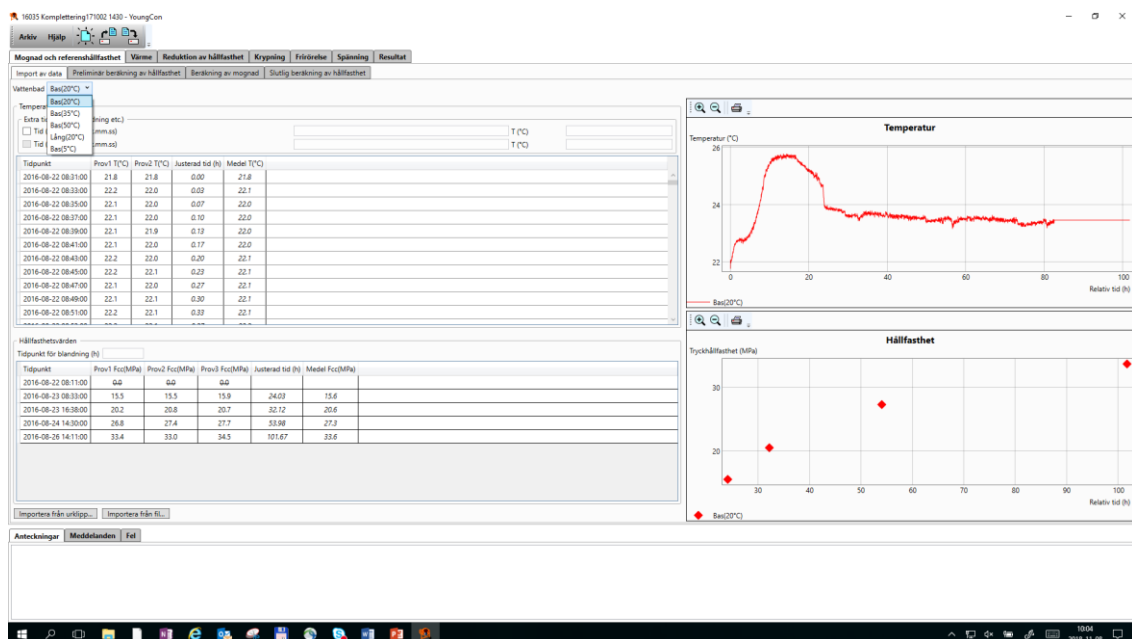 16035 Komplettering171002 1430 - YoungCon
Arkiv Hjälp
Mognad och referenshållfasthet Värme Reduktion av hållfasthet Krypning Frirörelse Spänning Resultat
Import av data Preliminär beräkning av hållfasthet Beräkning av mognad Slutlig beräkning av hållfasthet
Vattenbad Bas(20°C)
Bas(20°C)
Bas(35°C)
Bas(50°C)
Lång(20°C)
Bas(5°C)
Temperat
Extra ti dning etc.)
Tid .mm.ss) T (°C)
Tid .mm.ss) T (°C)
Tidpunkt Prov1 T(°C) Prov2 T(°C) Justerad tid (h) Medel T(°C)
2016-08-22 08:31:00 21.8 21.8 0.00 21.8
2016-08-22 08:33:00 22.2 22.0 0.03 22.1
2016-08-22 08:35:00 22.1 22.0 0.07 22.0
2016-08-22 08:37:00 22.1 22.0 0.10 22.0
2016-08-22 08:39:00 22.1 21.9 0.13 22.0
2016-08-22 08:41:00 22.1 22.0 0.17 22.0
2016-08-22 08:43:00 22.2 22.0 0.20 22.1
2016-08-22 08:45:00 22.2 22.1 0.23 22.1
2016-08-22 08:47:00 22.1 22.0 0.27 22.1
2016-08-22 08:49:00 22.1 22.1 0.30 22.1
2016-08-22 08:51:00 22.2 22.1 0.33 22.1
Hållfasthetsvärden
Tidpunkt för blandning (h)
Tidpunkt Prov1 Fcc(MPa) Prov2 Fcc(MPa) Prov3 Fcc(MPa) Justerad tid (h) Medel Fcc(MPa)
2016-08-22 08:11:00 0.0 0.0 0.0
2016-08-23 08:33:00 15.5 15.5 15.9 24.03 15.6
2016-08-23 16:38:00 20.2 20.8 20.7 32.12 20.6
2016-08-24 14:30:00 26.8 27.4 27.7 53.98 27.3
2016-08-26 14:11:00 33.4 33.0 34.5 101.67 33.6
Importera från urklipp... Importera från fil...
Temperatur
Temperatur (°C)
26
24
22
0 20 40 60 80 100
Relativ tid (h)
Bas(20°C)
Hållfasthet
Tryckhållfasthet (MPa)
30
20
30 40 50 60 70 80 90 100
Relativ tid (h)
Bas(20°C)
Anteckningar Meddelanden Fel
10:04